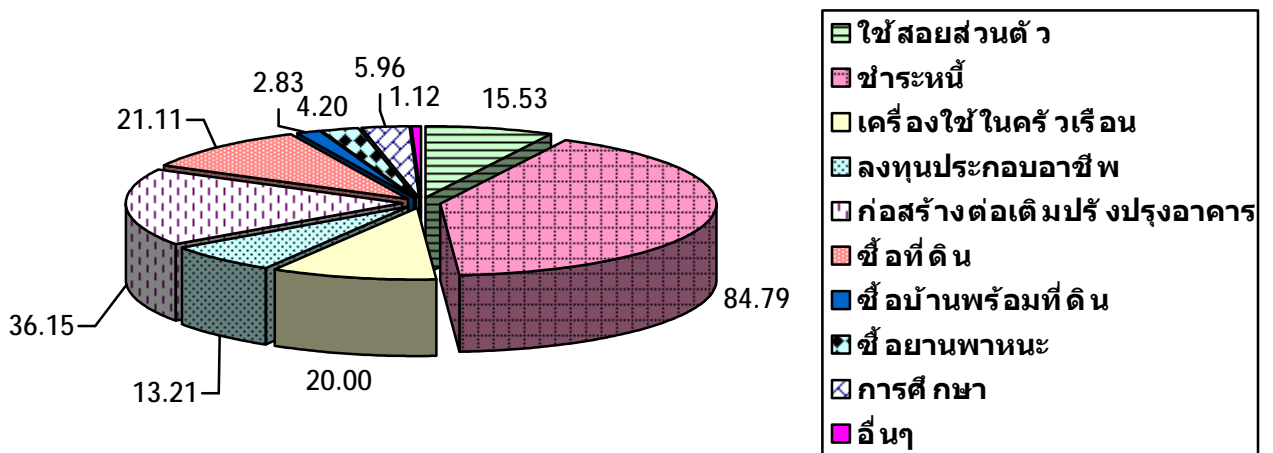 5.96
2.83
4.20
1.12
15.53
21.11
84.79
36.15
13.21
20.00
ใช้สอยส่วนตัว
ชำระหนี้
เครื่องใช้ในครัวเรือน
ลงทุนประกอบอาชีพ
ก่อสร้างต่อเติมปรังปรุงอาคาร
ซื้อที่ดิน
ซื้อบ้านพร้อมที่ดิน
ซื้อยานพาหนะ
การศึกษา
อื่นๆ